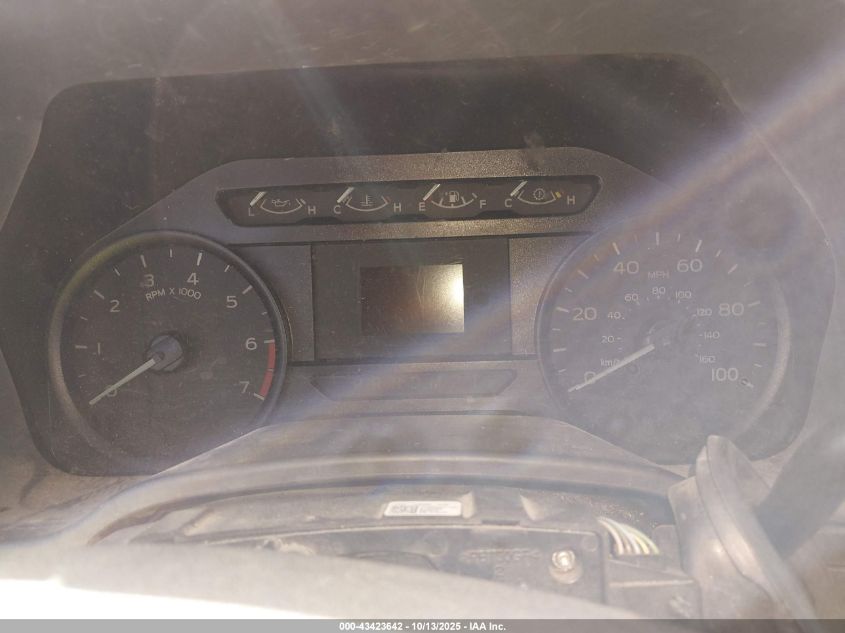 L H C H E F C H
0 1 2 3 4 5 6 7
RPM X 1000
0 20 40 60 80 100
MPH
20 40 60 80 100 120 140 160
km/h
000-43423642 - 10/13/2025 - IAA Inc.